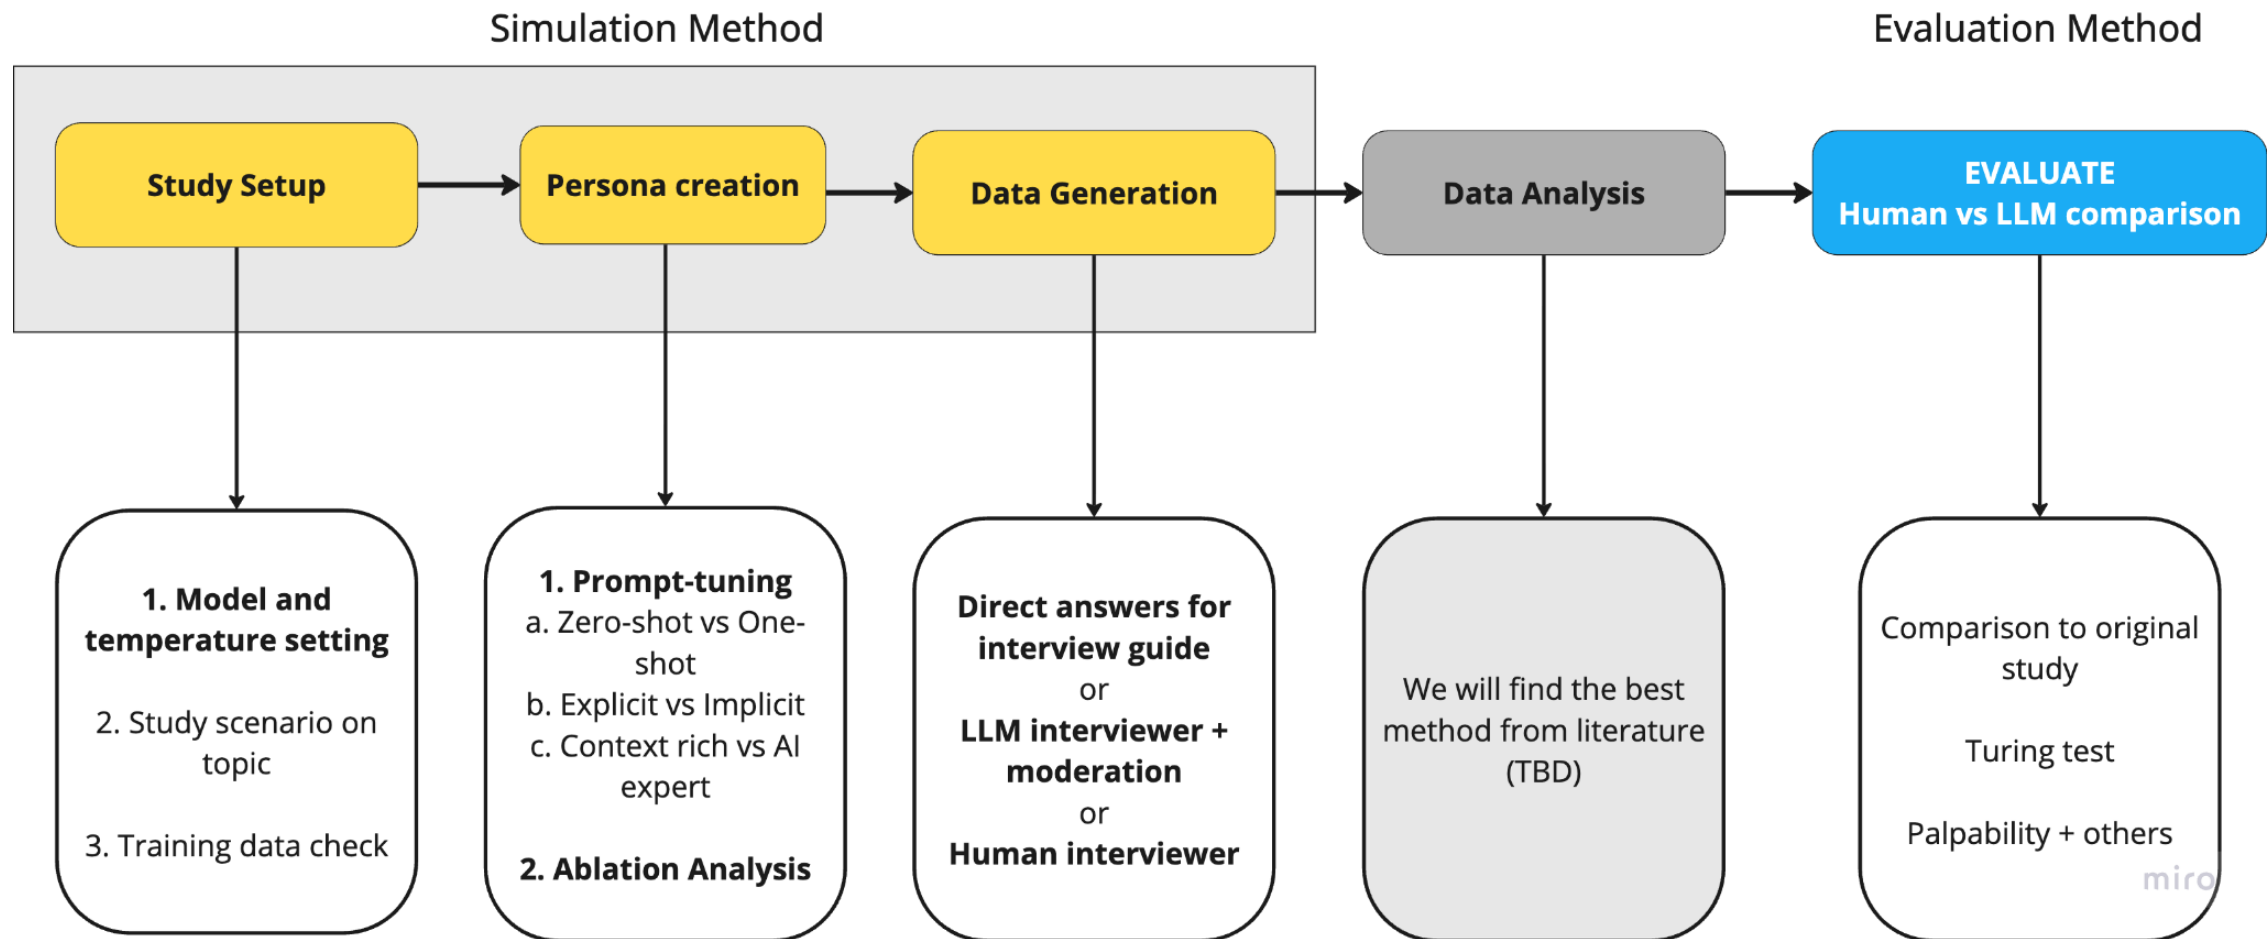 Simulation Method
Evaluation Method
Study Setup
Persona creation
Data Generation
Data Analysis
EVALUATE
Human vs LLM comparison
1. Model and
temperature setting
2. Study scenario on
topic
3. Training data check
1. Prompt-tuning
a. Zero-shot vs One-
shot
b. Explicit vs Implicit
c. Context rich vs AI
expert
2. Ablation Analysis
Direct answers for
interview guide
or
LLM interviewer +
moderation
or
Human interviewer
We will find the best
method from literature
(TBD)
Comparison to original
study
Turing test
Palpability + others
miro